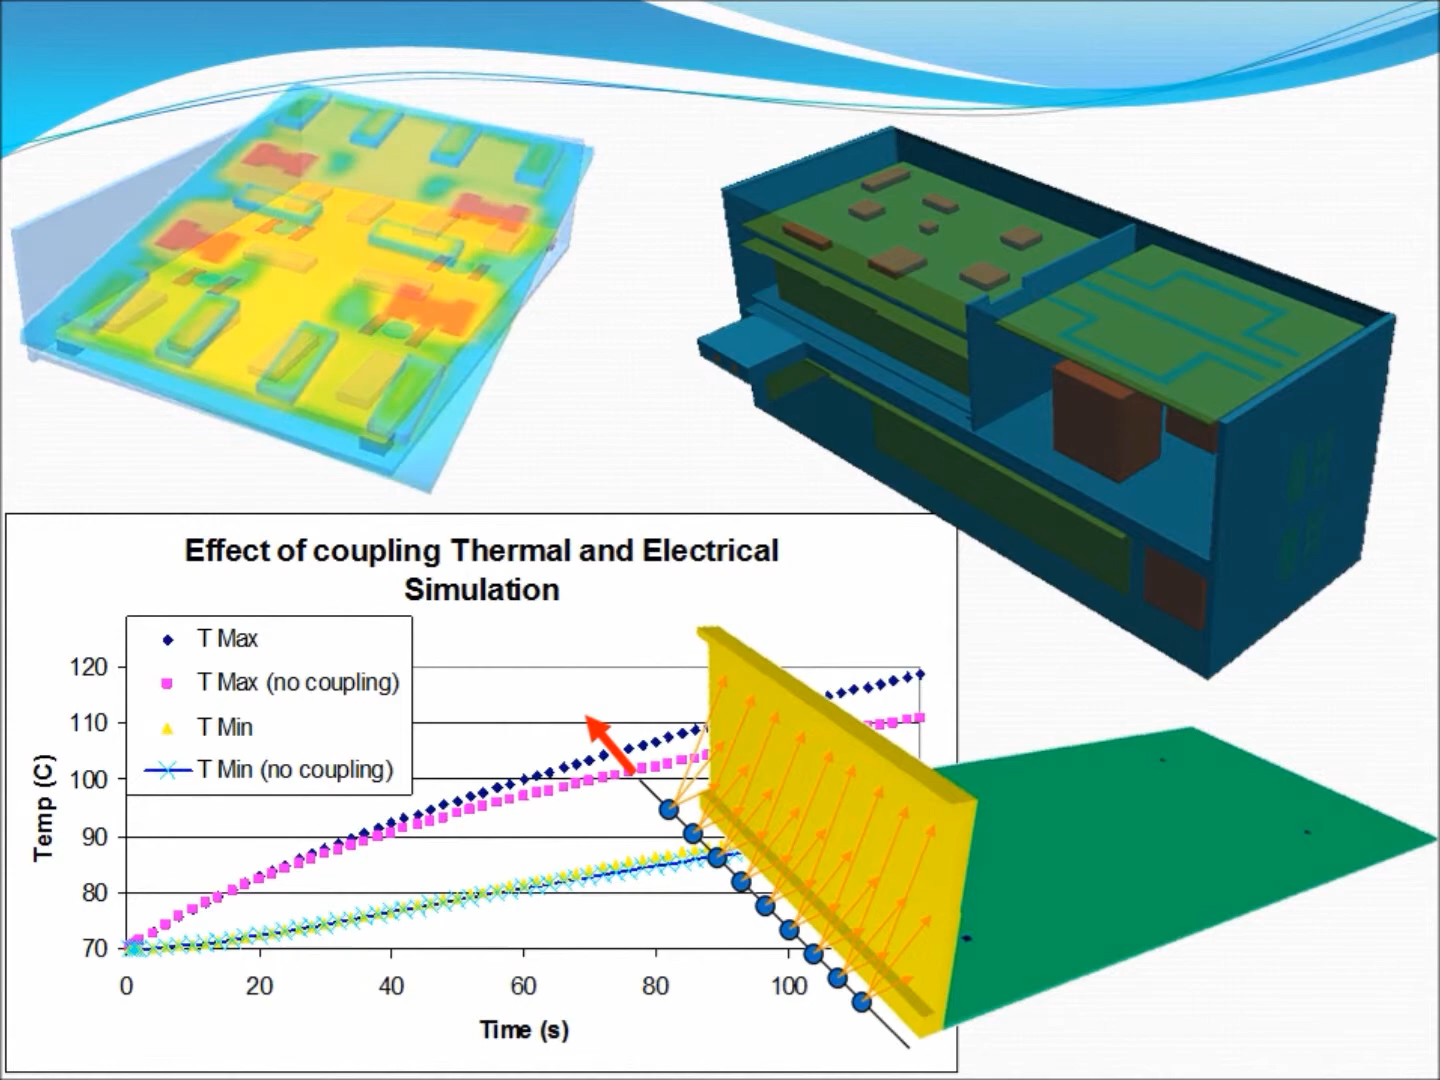 Effect of coupling Thermal and Electrical
Simulation
T Max
T Max (no coupling)
T Min
T Min (no coupling)
120
110
100
90
80
70
Temp (C)
0 20 40 60 80 100
Time (s)